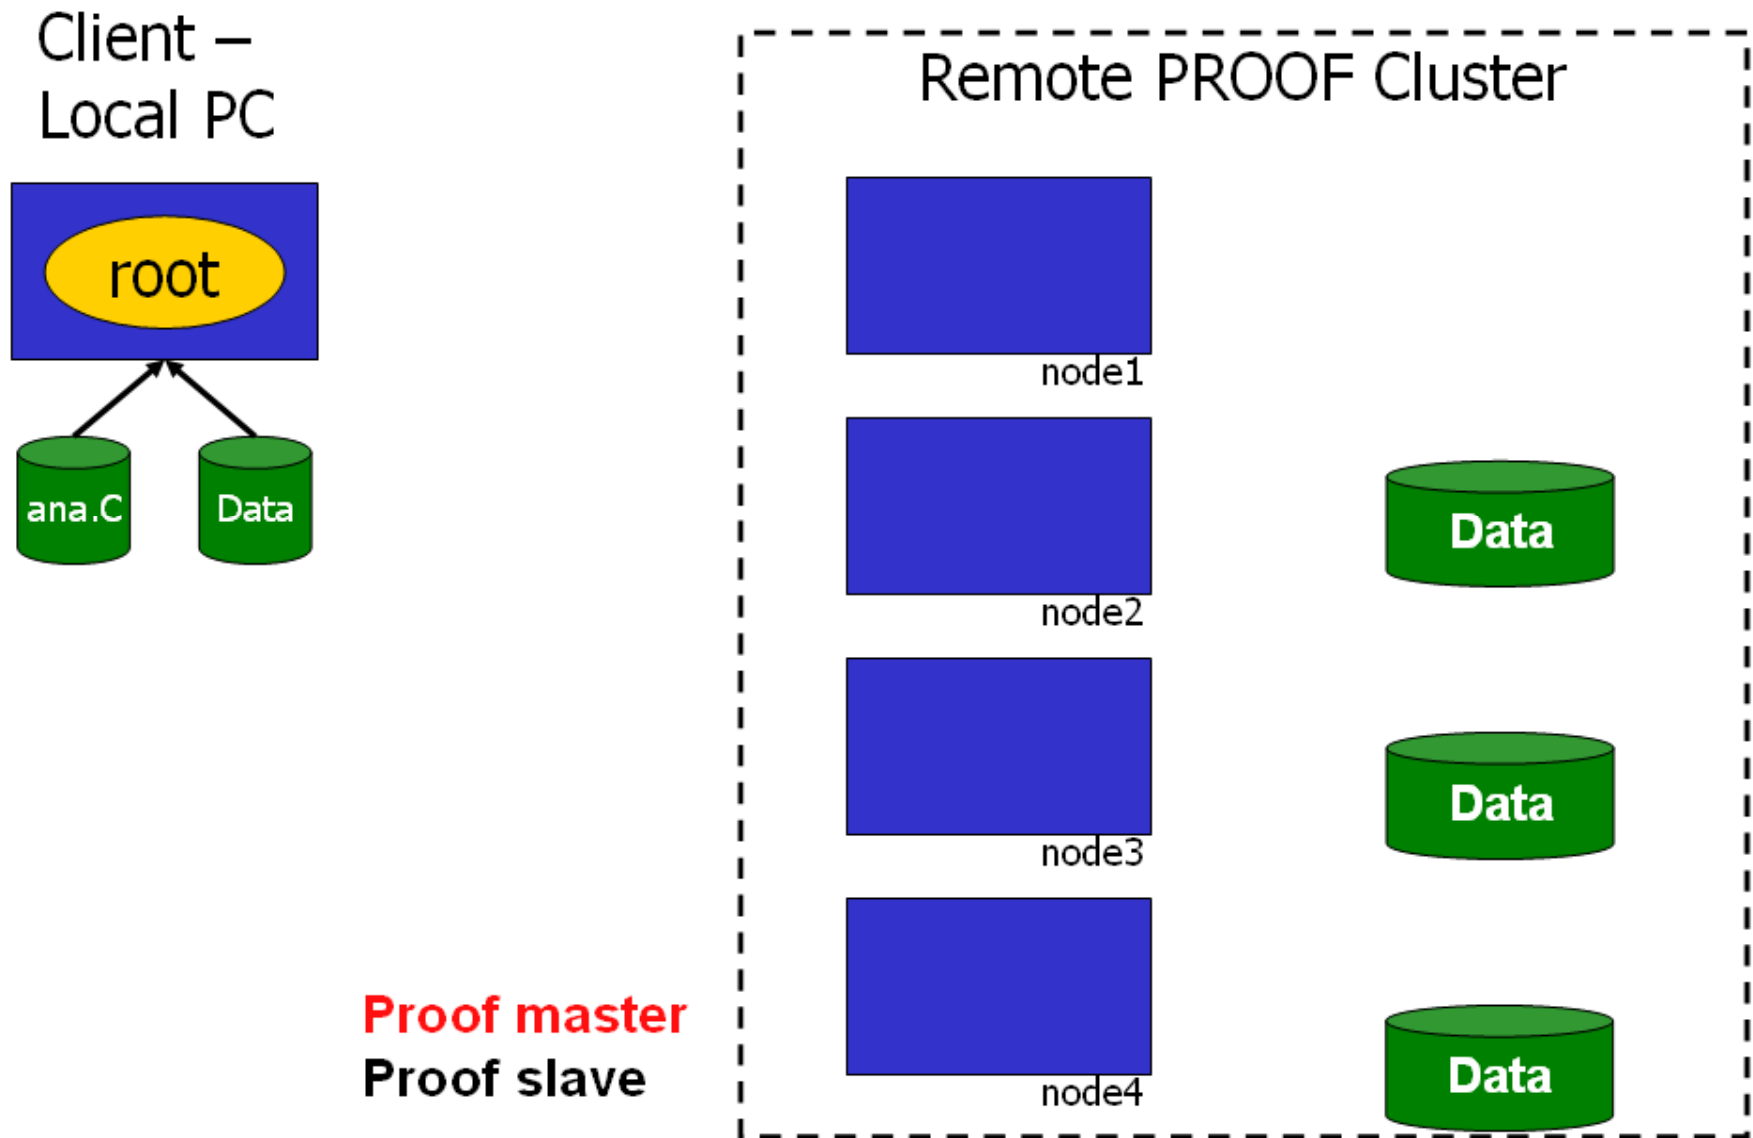 Client –
Local PC
root
ana.C
Data
Remote PROOF Cluster
node1
node2
Data
node3
Data
node4
Data
Proof master
Proof slave